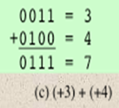 0011 = 3
+0100 = 4
0111 = 7
(c) (+3) + (+4)